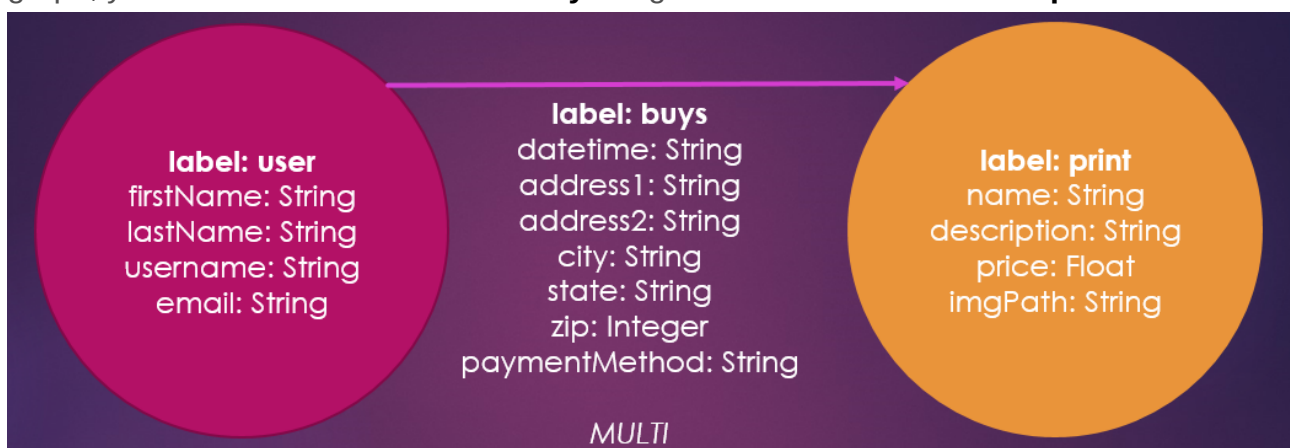 label: user
firstName: String
lastName: String
username: String
email: String
label: buys
datetime: String
address1: String
address2: String
city: String
state: String
zip: Integer
paymentMethod: String
MULTI
label: print
name: String
description: String
price: Float
imgPath: String